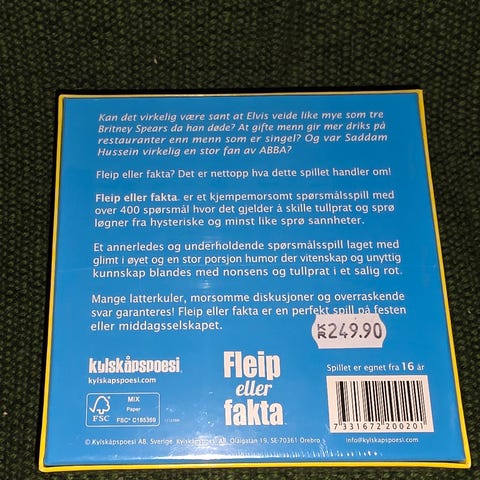 Kan det virkelig være sant at Elvis veide like mye som tre
Britney Spears da han døde? At gifte menn gir mer driks på
restauranter enn menn som er singel? Og var Saddam
Hussein virkelig en stor fan av ABBA?
Fleip eller fakta? Det er nettopp hva dette spillet handler om!
Fleip eller fakta. er et kjempemorsomt spørsmålsspill med
over 400 spørsmål hvor det gjelder å skille tullprat og sprø
løgner fra hysteriske og minst like sprø sannheter.
Et annerledes og underholdende spørsmålsspill laget med
glimt i øyet og en stor porsjon humor der vitenskap og unyttig
kunnskap blandes med nonsens og tullprat i et salig rot.
Mange latterkuler, morsomme diskusjoner og overraskende
svar garanteres! Fleip eller fakta er en perfekt spill på festen
eller middagsselskapet.
KR 249.90
kylskåpspoesi
kylskapspoesi.com
Fleip
eller
fakta
Spillet er egnet fra 16 år
FSC
MIX
Paper
FSC® C185359
7 331672 200201
© Kylskåpspoesi AB, Sverige. Kylskåpspoesi AB, Olaigatan 19, SE-70361 Örebro
info@kylskapspoesi.com